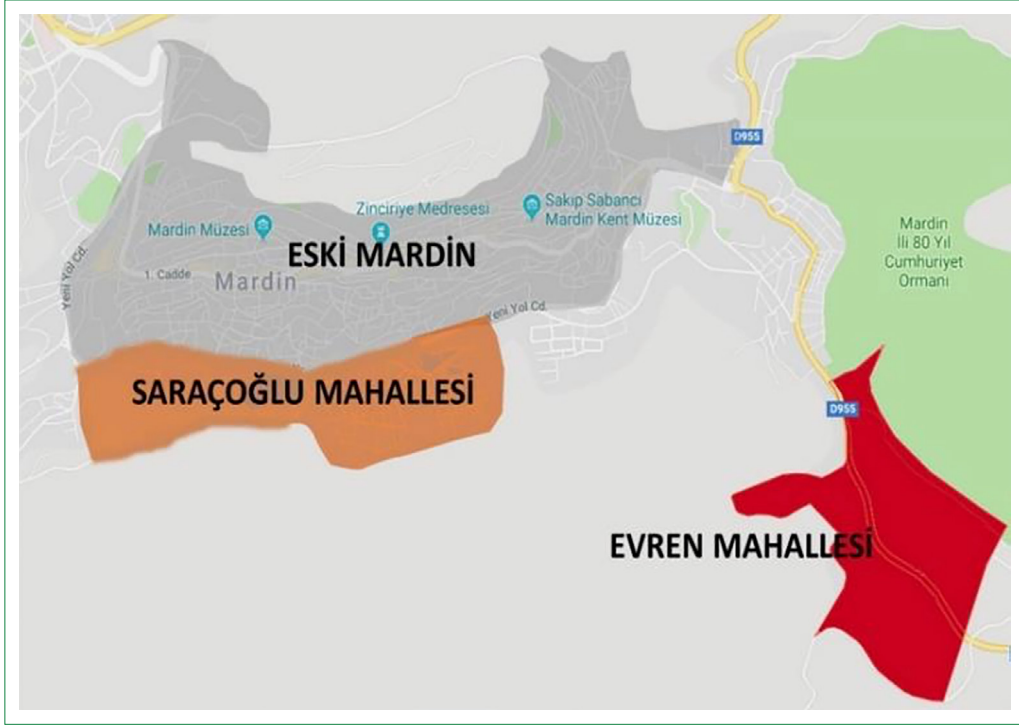 D955
Sakıp Sabancı
Mardin Kent Müzesi
Zinciriye Medresesi
Mardin Müzesi
ESKİ MARDİN
Mardin
İli 80 Yıl
Cumhuriyet
Ormanı
Yeni Yol Cd.
1. Cadde
Mardin
Yeni Yol Cd.
SARAÇOĞLU MAHALLESİ
D955
EVREN MAHALLESİ